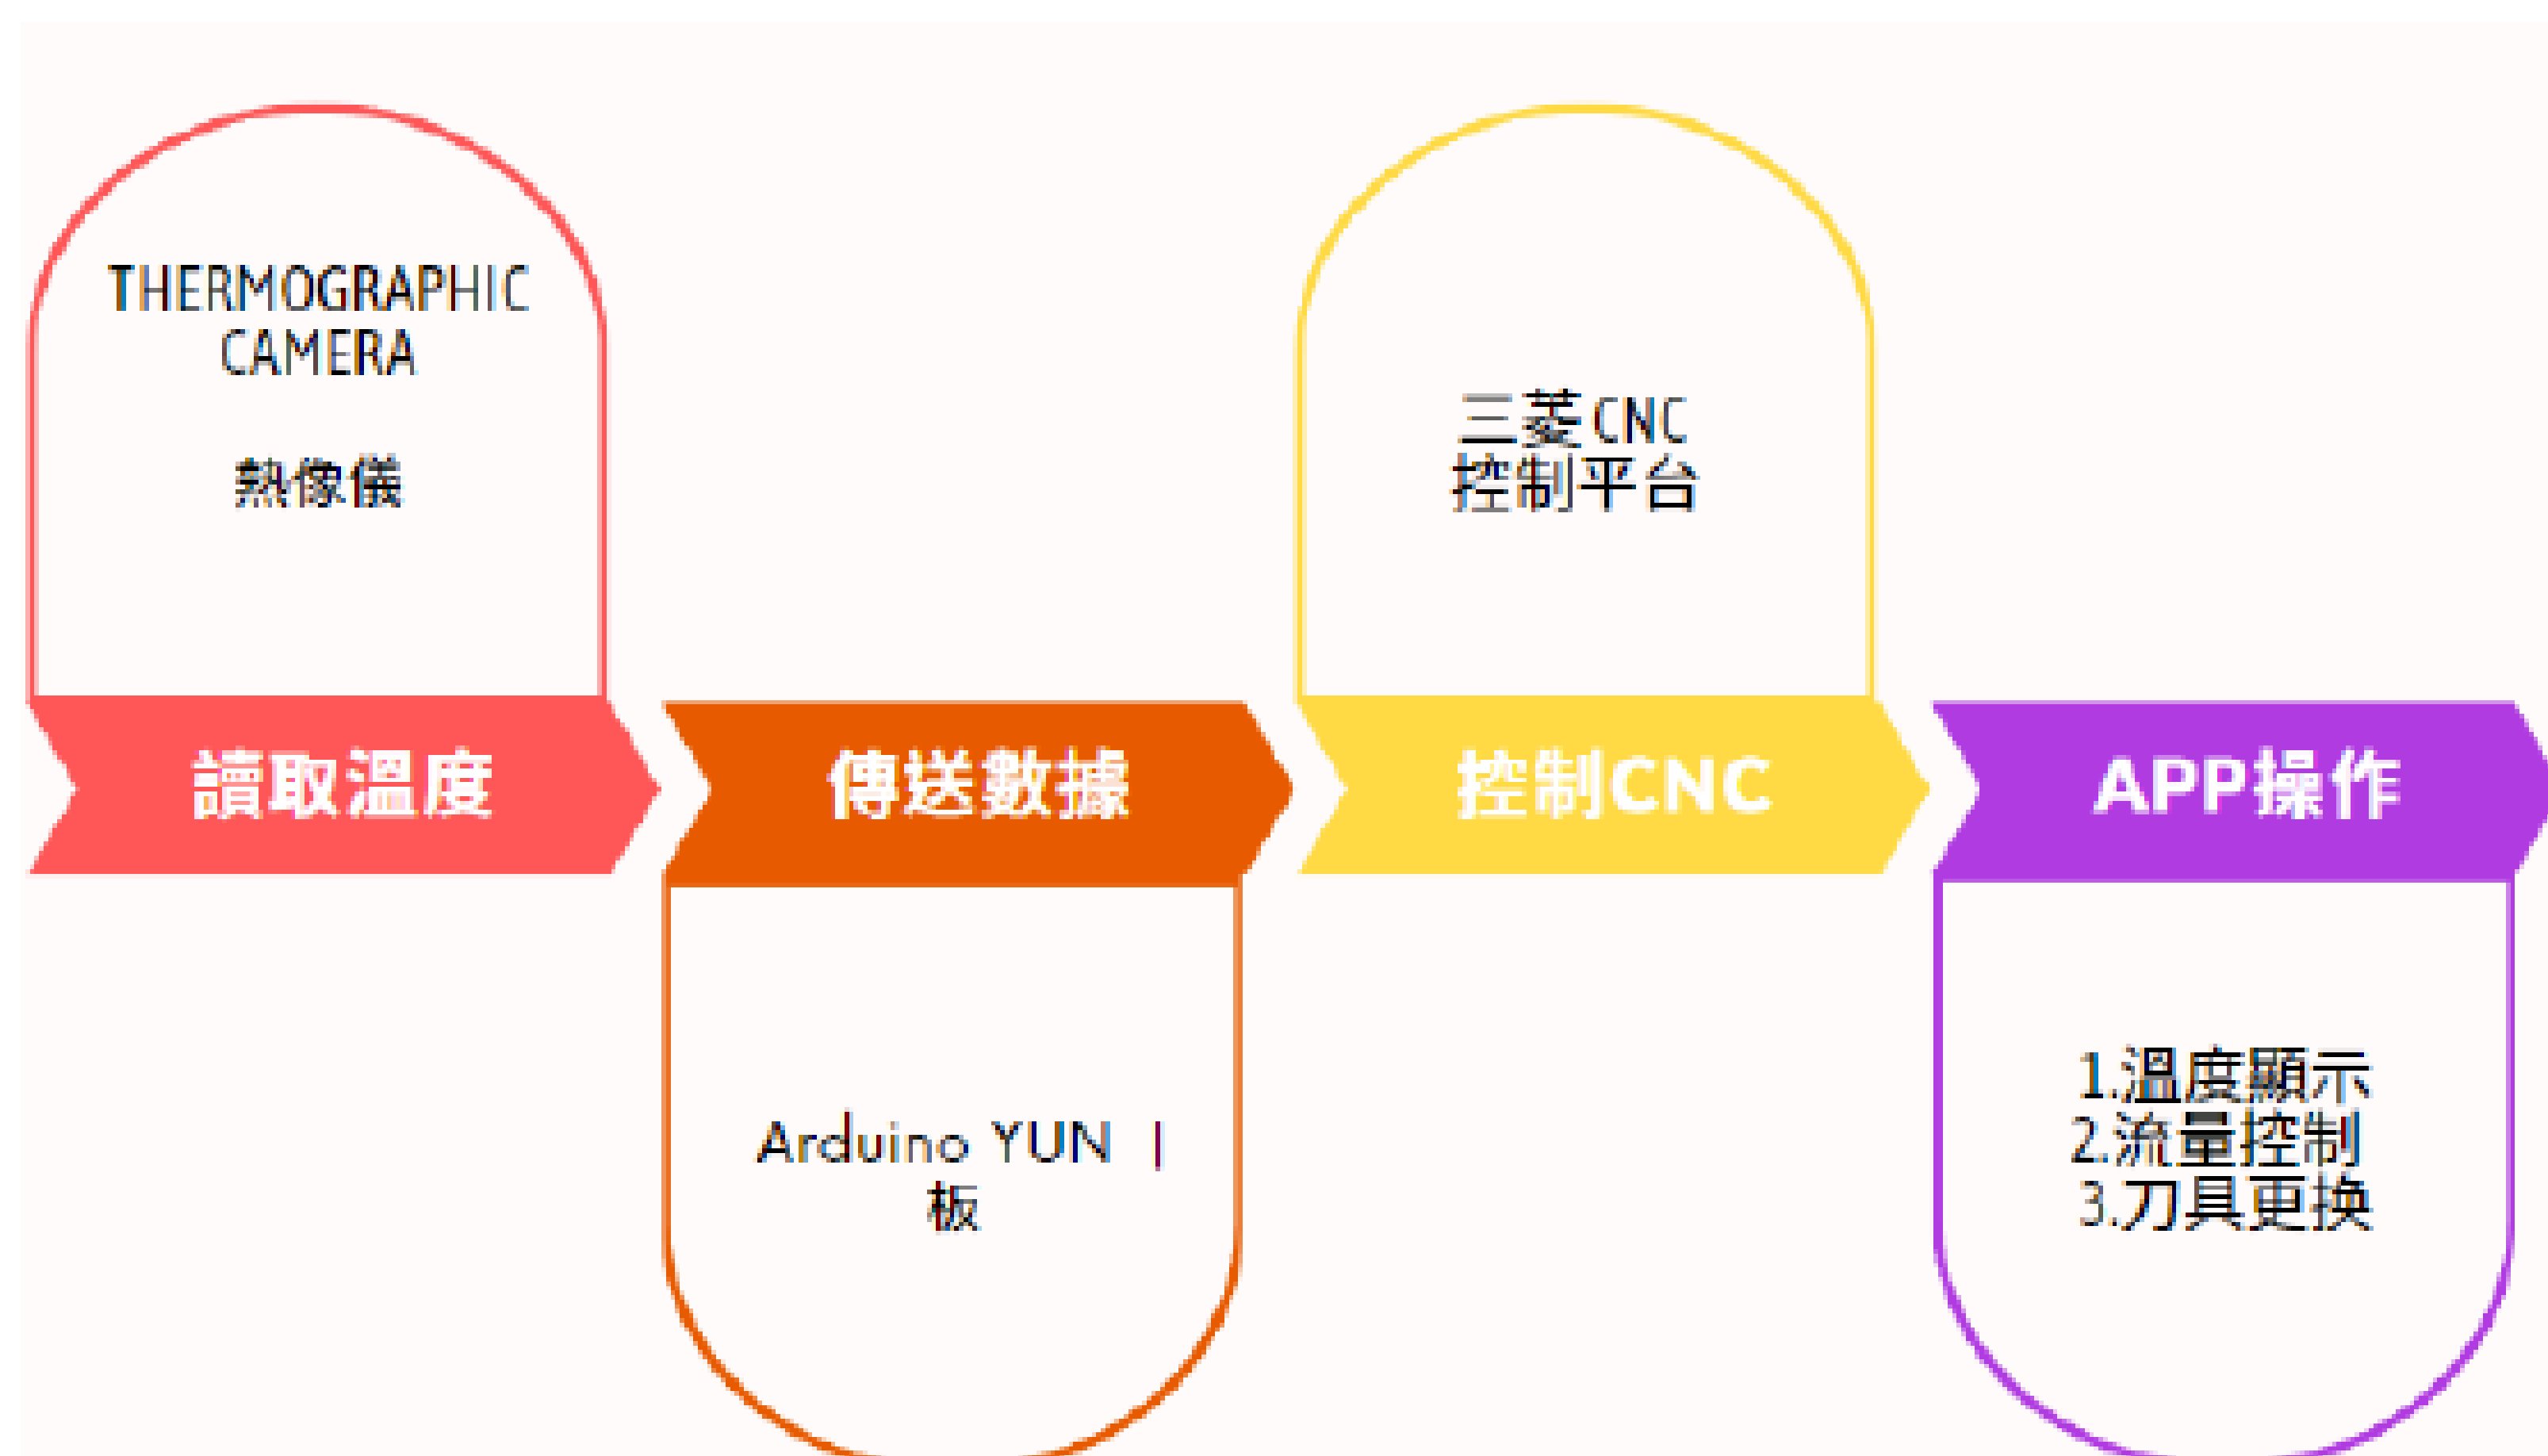 THERMOGRAPHIC
CAMERA
熱像儀
讀取溫度
傳送數據
Arduino YUN |
板
三菱CNC
控制平台
控制CNC
APP操作
1.溫度顯示
2.流量控制
3.刀具更換